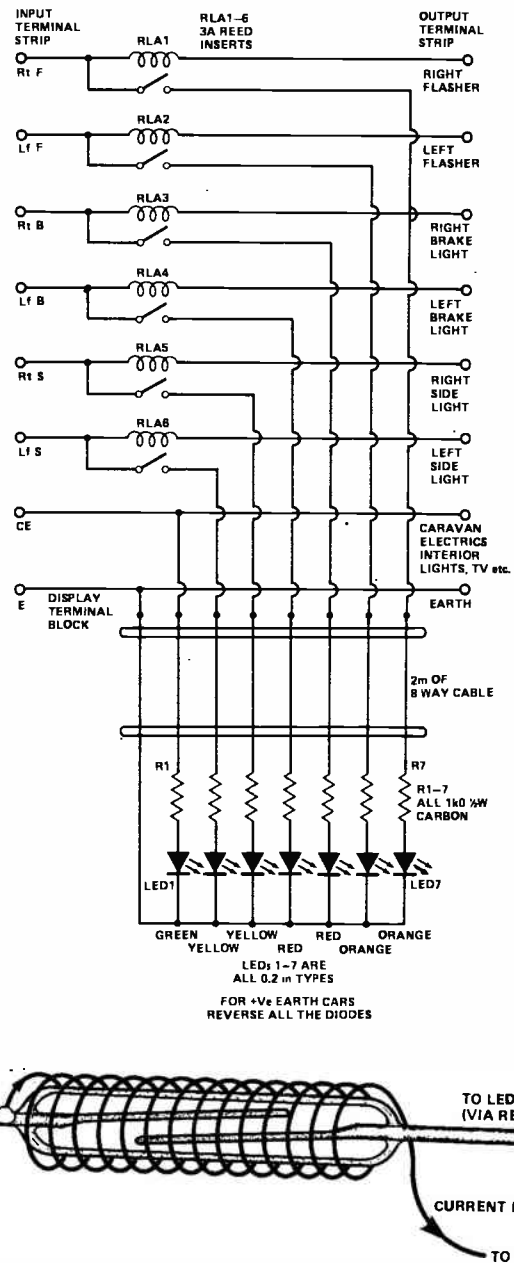 INPUT
TERMINAL
STRIP
RLA1–6
3A REED
INSERTS
OUTPUT
TERMINAL
STRIP
RLA1
Rt F
RIGHT
FLASHER
RLA2
Lf F
LEFT
FLASHER
RLA3
Rt B
RIGHT
BRAKE
LIGHT
RLA4
Lf B
LEFT
BRAKE
LIGHT
RLA5
Rt S
RIGHT
SIDE
LIGHT
RLA6
Lf S
LEFT
SIDE
LIGHT
CE
CARAVAN
ELECTRICS
INTERIOR
LIGHTS, TV etc.
E
DISPLAY
TERMINAL
BLOCK
EARTH
2m OF
8 WAY CABLE
R1
R7
R1–7
ALL 1k0 ½W
CARBON
LED1
LED7
GREEN
YELLOW
YELLOW
RED
RED
ORANGE
ORANGE
LEDs 1–7 ARE
ALL 0.2 in TYPES
FOR +Ve EARTH CARS
REVERSE ALL THE DIODES
TO LED
(VIA RE
CURRENT
TO